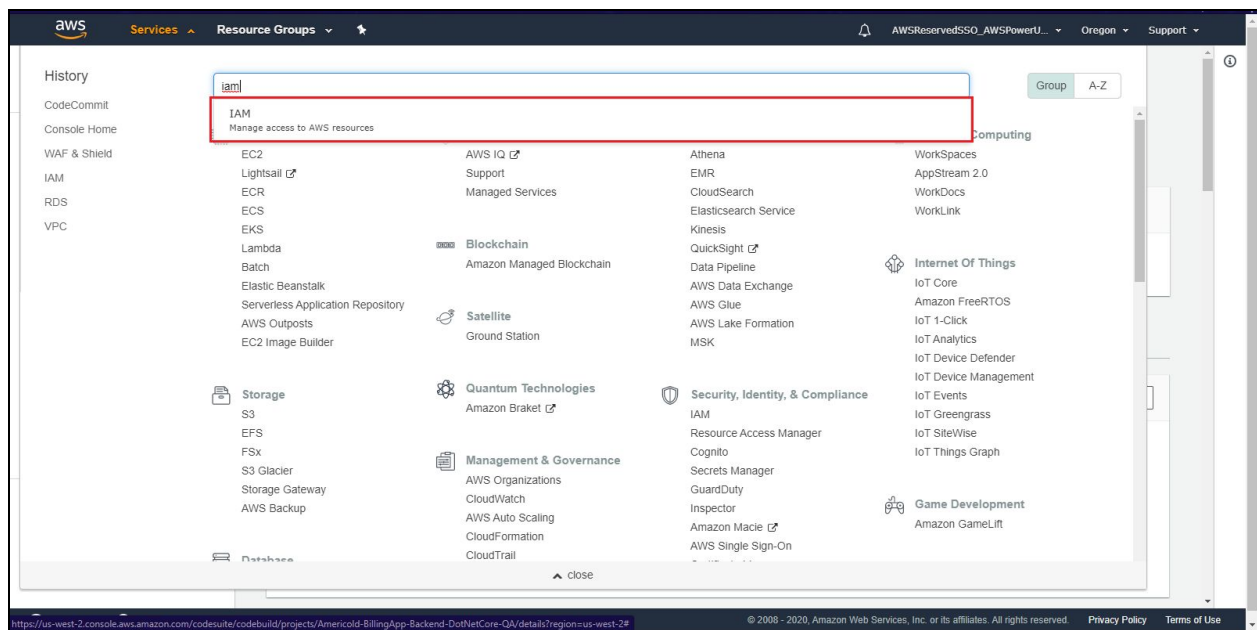 aws
Services
Resource Groups
AWSReservedSSO_AWSPowerU...
Oregon
Support
History
CodeCommit
Console Home
WAF & Shield
IAM
RDS
VPC
iam
Group
A-Z
IAM
Manage access to AWS resources
EC2
Lightsail
ECR
ECS
EKS
Lambda
Batch
Elastic Beanstalk
Serverless Application Repository
AWS Outposts
EC2 Image Builder
Storage
S3
EFS
FSx
S3 Glacier
Storage Gateway
AWS Backup
Database
AWS IQ
Support
Managed Services
Blockchain
Amazon Managed Blockchain
Satellite
Ground Station
Quantum Technologies
Amazon Braket
Management & Governance
AWS Organizations
CloudWatch
AWS Auto Scaling
CloudFormation
CloudTrail
Athena
EMR
CloudSearch
Elasticsearch Service
Kinesis
QuickSight
Data Pipeline
AWS Data Exchange
AWS Glue
AWS Lake Formation
MSK
Security, Identity, & Compliance
IAM
Resource Access Manager
Cognito
Secrets Manager
GuardDuty
Inspector
Amazon Macie
AWS Single Sign-On
Computing
WorkSpaces
AppStream 2.0
WorkDocs
WorkLink
Internet Of Things
IoT Core
Amazon FreeRTOS
IoT 1-Click
IoT Analytics
IoT Device Defender
IoT Device Management
IoT Events
IoT Greengrass
IoT SiteWise
IoT Things Graph
Game Development
Amazon GameLift
close
https://us-west-2.console.aws.amazon.com/codesuite/codebuild/projects/Americold-BillingApp-Backend-DotNetCore-QA/details?region=us-west-2#
© 2008 - 2020, Amazon Web Services, Inc. or its affiliates. All rights reserved.
Privacy Policy
Terms of Use